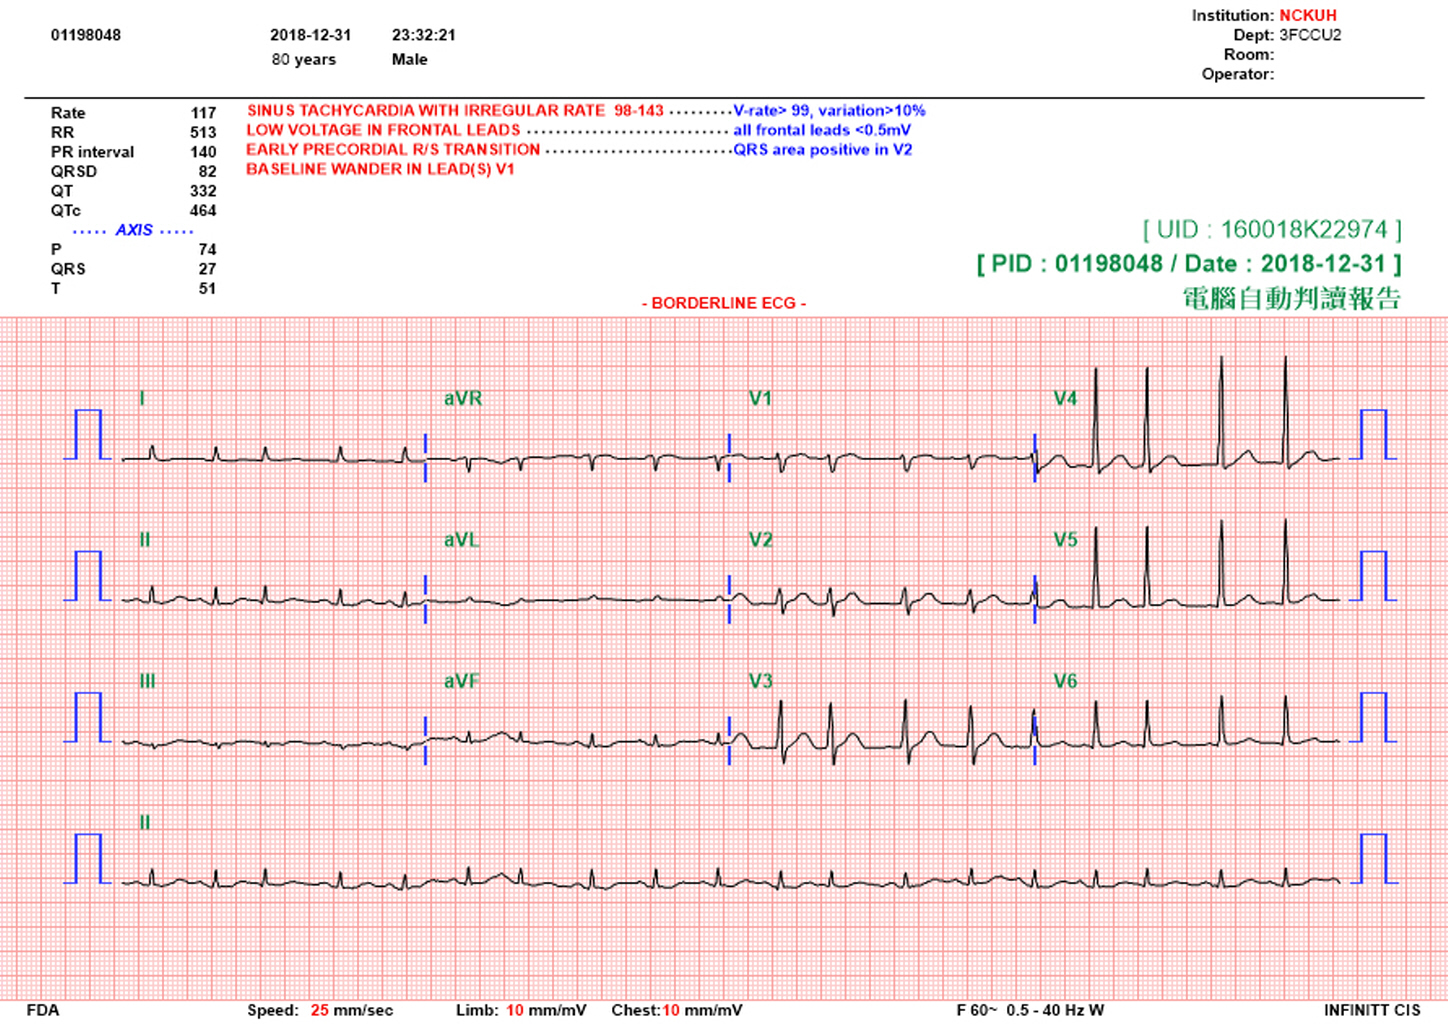 Institution: NCKUH
01198048 2018-12-31 23:32:21 Dept: 3FCCU2
80 years Male Room:
Operator:
Rate 117 SINUS TACHYCARDIA WITH IRREGULAR RATE 98-143 ········· V-rate> 99, variation>10%
RR 513 LOW VOLTAGE IN FRONTAL LEADS ····························· all frontal leads <0.5mV
PR interval 140 EARLY PRECORDIAL R/S TRANSITION ··························· QRS area positive in V2
QRSD 82 BASELINE WANDER IN LEAD(S) V1
QT 332
QTc 464
····· AXIS ·····
P 74
QRS 27
T 51
[ UID : 160018K22974 ]
[ PID : 01198048 / Date : 2018-12-31 ]
電腦自動判讀報告
- BORDERLINE ECG -
I aVR V1 V4
II aVL V2 V5
III aVF V3 V6
II
FDA Speed: 25 mm/sec Limb: 10 mm/mV Chest:10 mm/mV F 60~ 0.5 - 40 Hz W INFINITT CIS